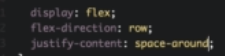 display: flex;
flex-direction: row;
justify-content: space-around;